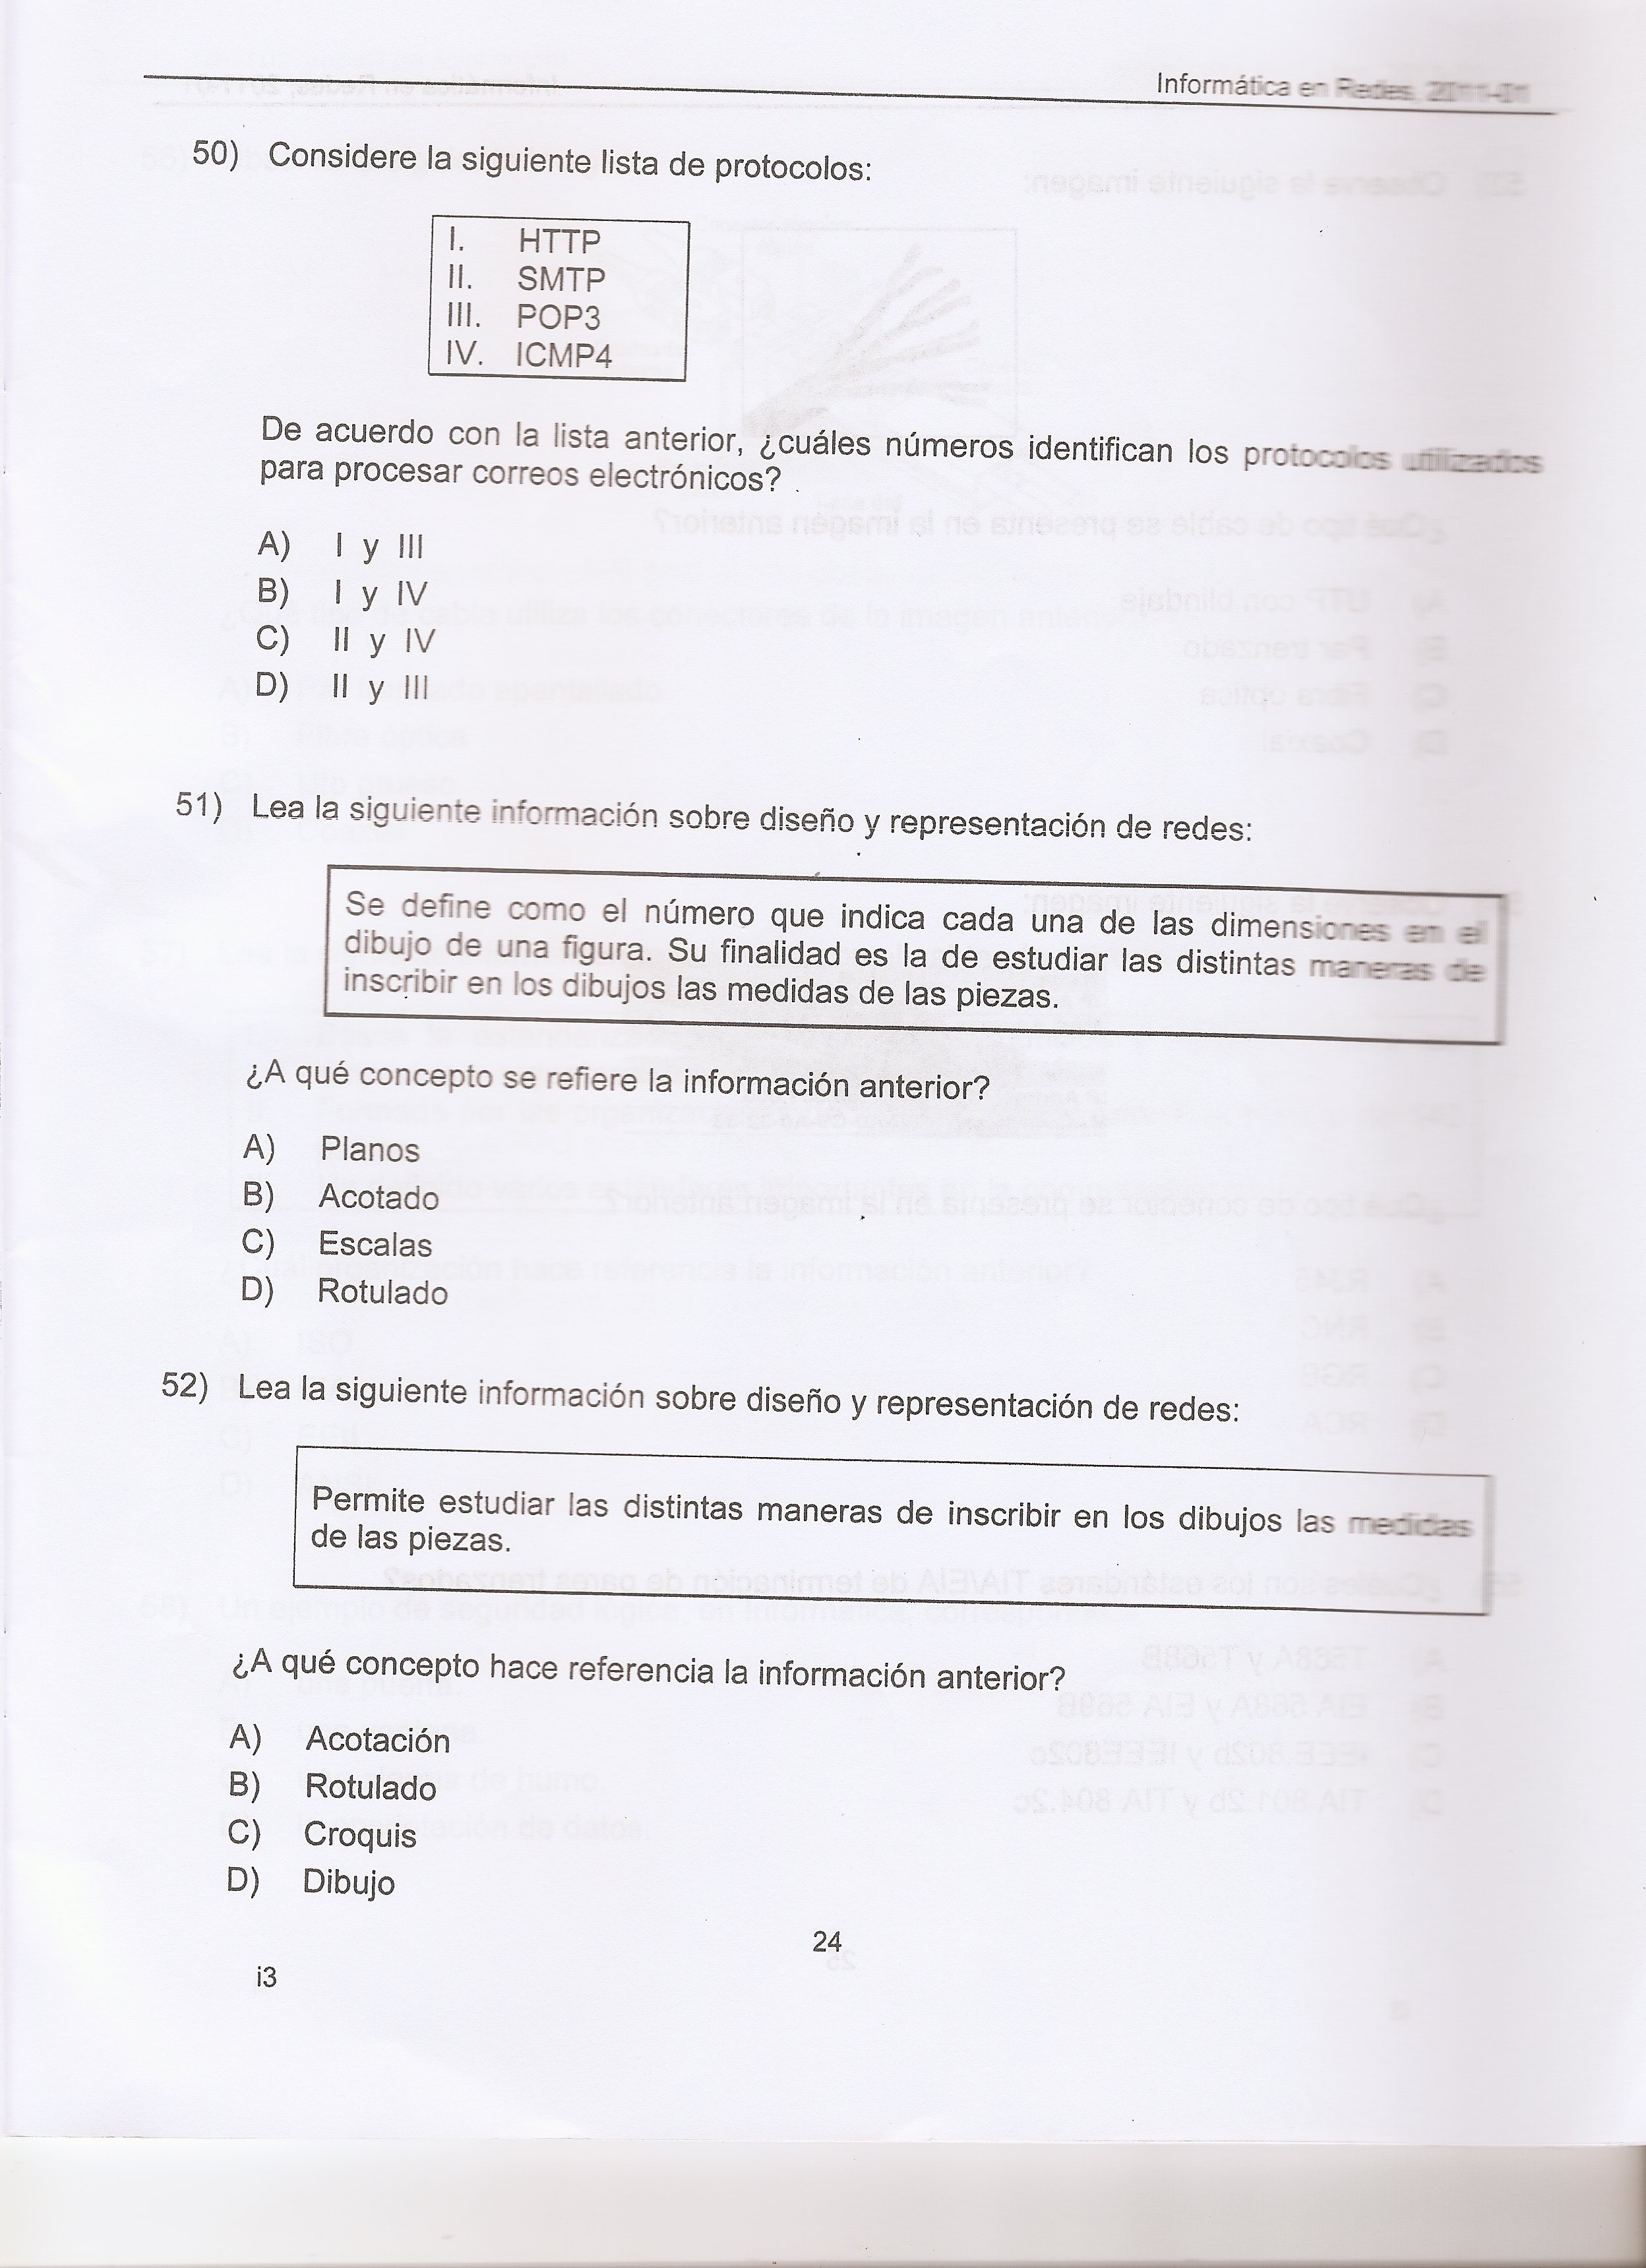 Informática en Redes, 2011-01
50) Considere la siguiente lista de protocolos:
I. HTTP
II. SMTP
III. POP3
IV. ICMP4
De acuerdo con la lista anterior, ¿cuáles números identifican los protocolos utilizados
para procesar correos electrónicos?
A) I y III
B) I y IV
C) II y IV
D) II y III
51) Lea la siguiente información sobre diseño y representación de redes:
Se define como el número que indica cada una de las dimensiones en el
dibujo de una figura. Su finalidad es la de estudiar las distintas maneras de
inscribir en los dibujos las medidas de las piezas.
¿A qué concepto se refiere la información anterior?
A) Planos
B) Acotado
C) Escalas
D) Rotulado
52) Lea la siguiente información sobre diseño y representación de redes:
Permite estudiar las distintas maneras de inscribir en los dibujos las medidas
de las piezas.
¿A qué concepto hace referencia la información anterior?
A) Acotación
B) Rotulado
C) Croquis
D) Dibujo
24
i3